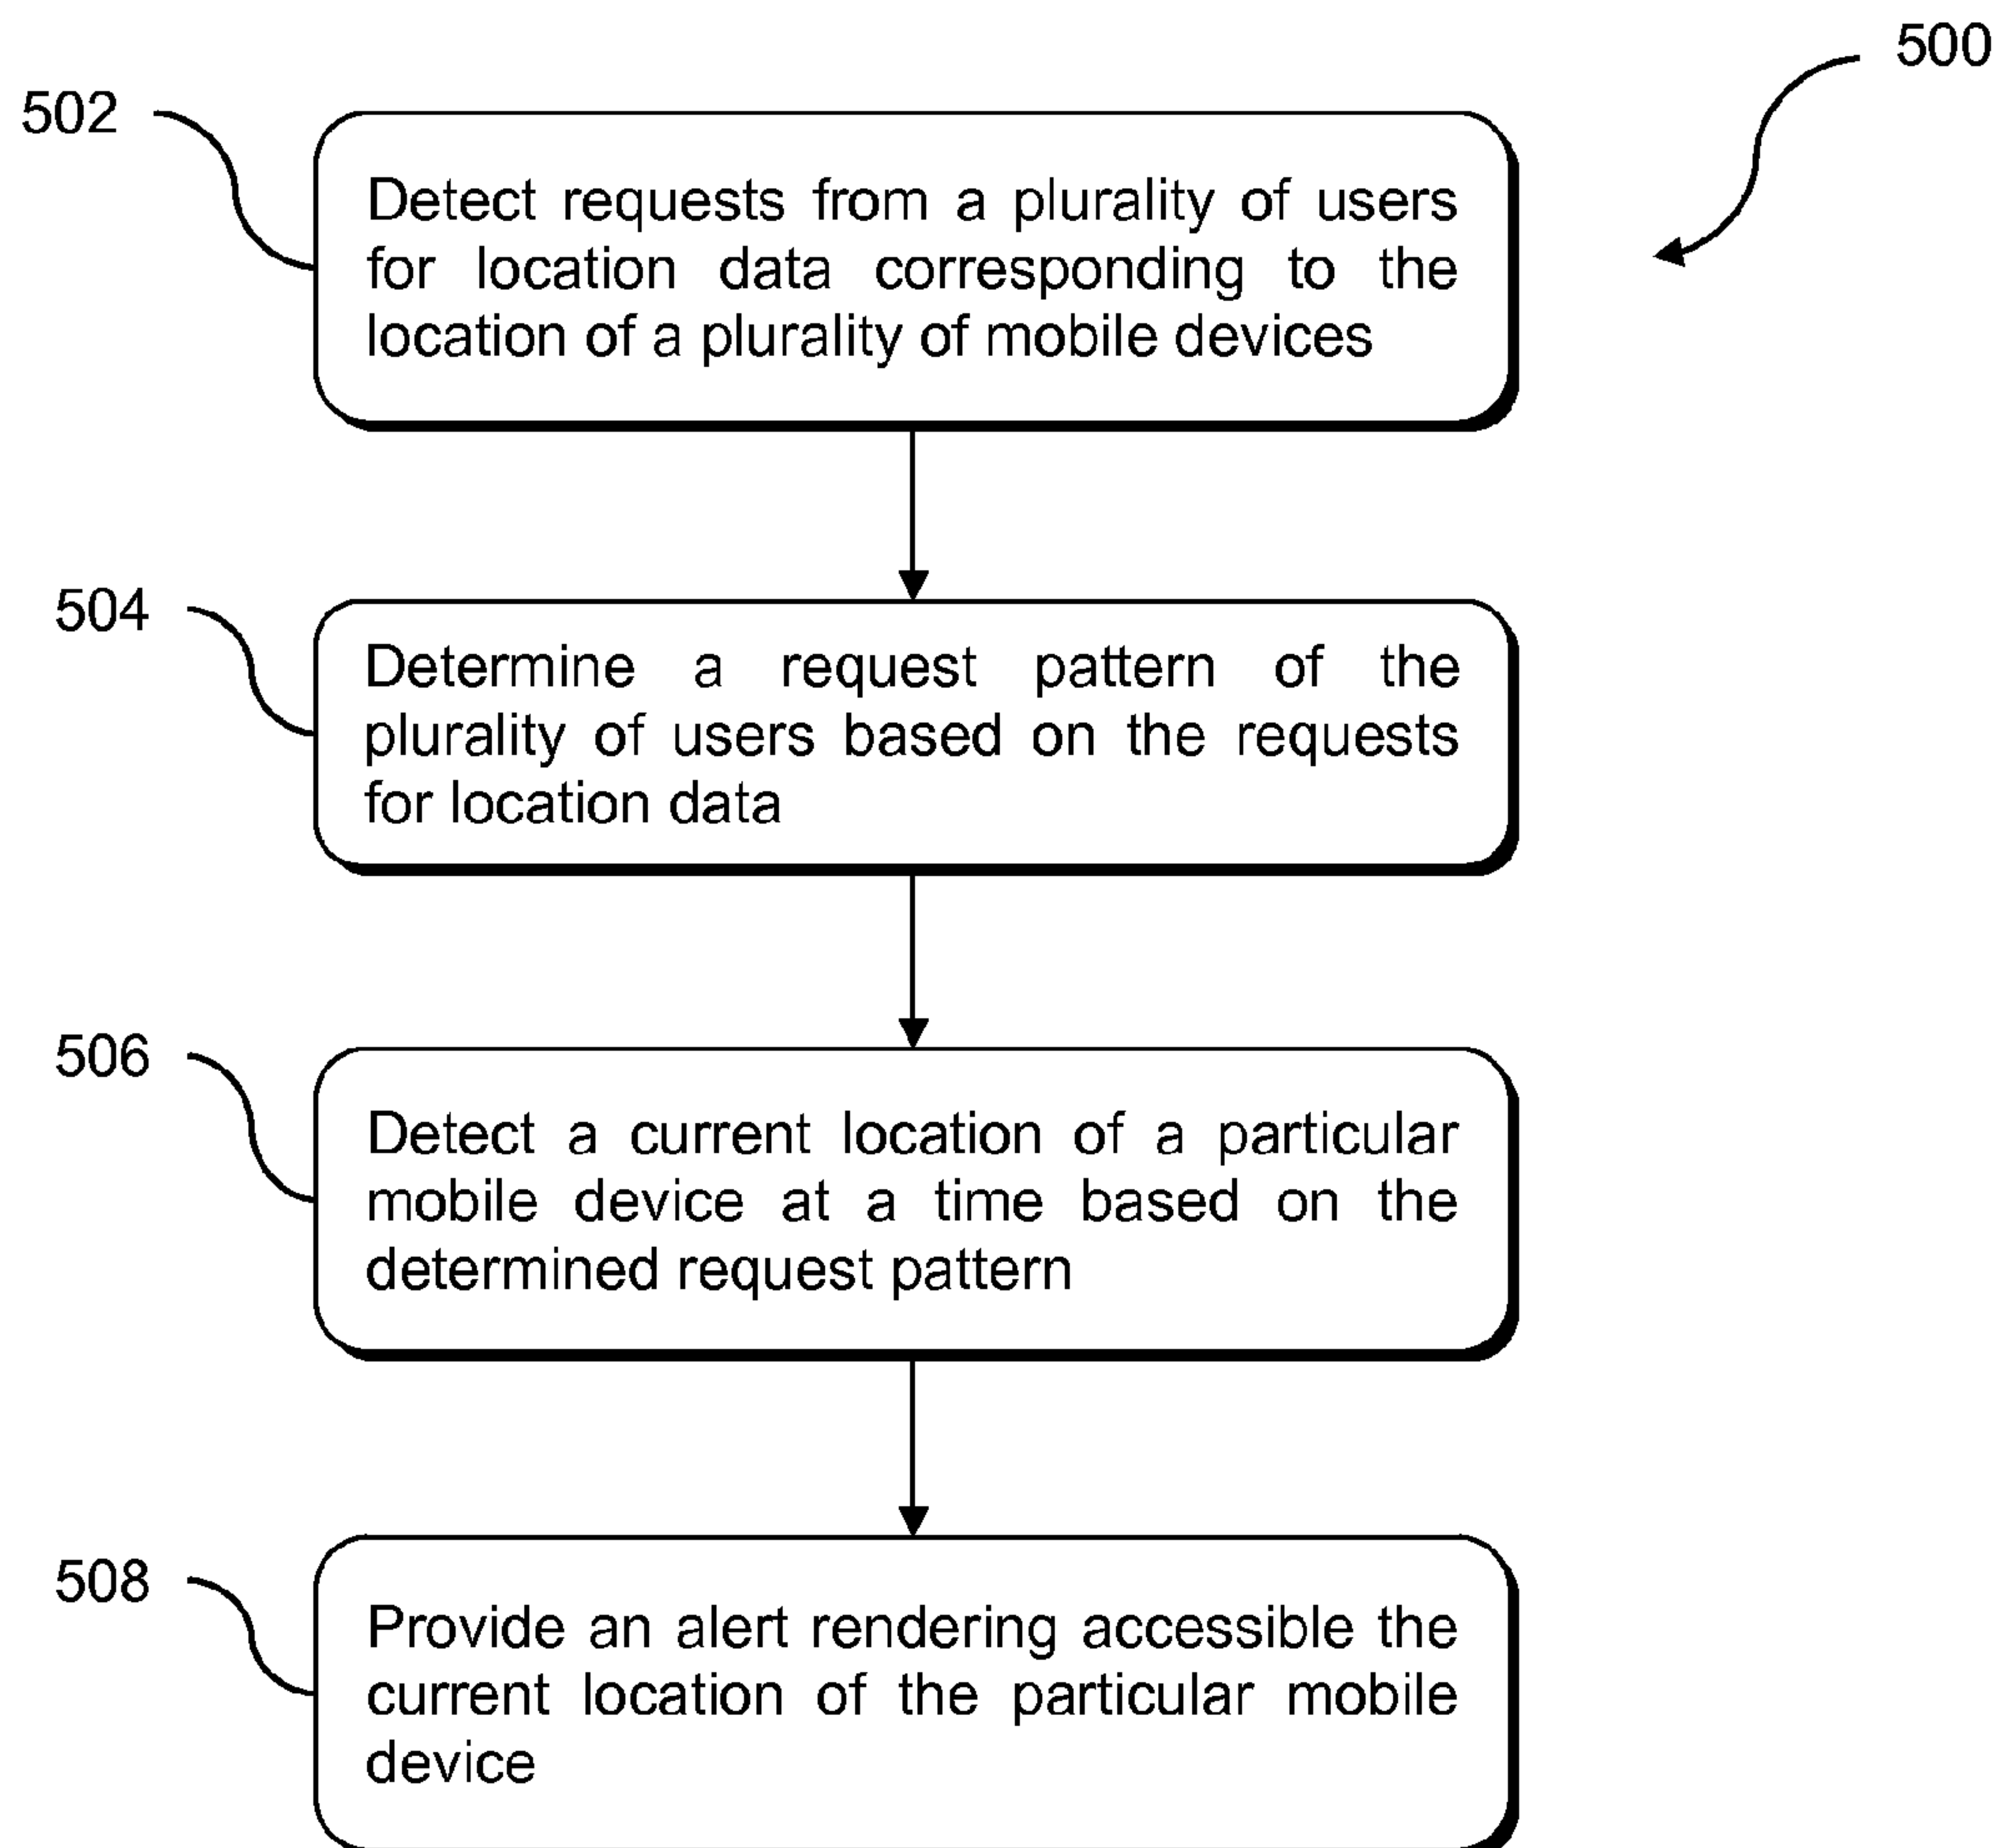 500
502
Detect requests from a plurality of users
for location data corresponding to the
location of a plurality of mobile devices
504
Determine a request pattern of the
plurality of users based on the requests
for location data
506
Detect a current location of a particular
mobile device at a time based on the
determined request pattern
508
Provide an alert rendering accessible the
current location of the particular mobile
device